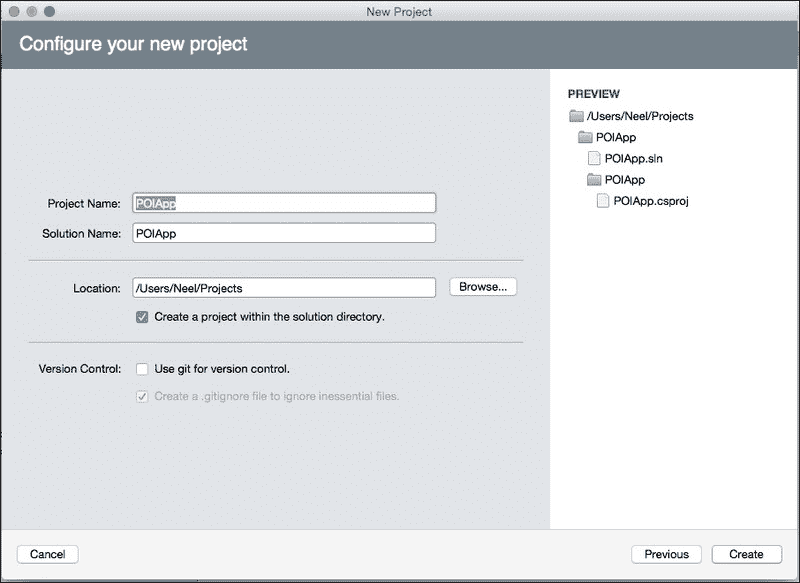 New Project
Configure your new project
Project Name: POIApp
Solution Name: POIApp
Location: /Users/Neel/Projects Browse...
Create a project within the solution directory.
Version Control: Use git for version control.
Create a .gitignore file to ignore inessential files.
PREVIEW
/Users/Neel/Projects
POIApp
POIApp.sln
POIApp
POIApp.csproj
Cancel Previous Create